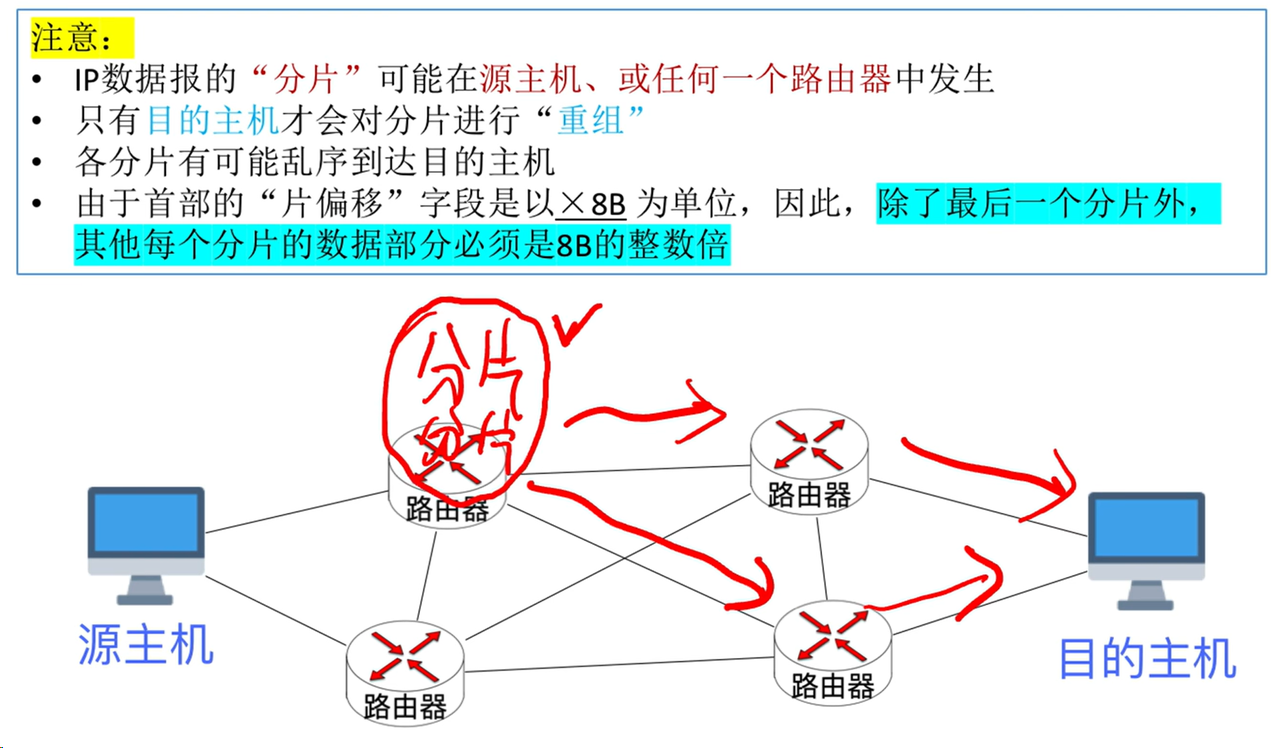 注意：
• IP数据报的“分片”可能在源主机、或任何一个路由器中发生
• 只有目的主机才会对分片进行“重组”
• 各分片有可能乱序到达目的主机
• 由于首部的“片偏移”字段是以×8B 为单位，因此，除了最后一个分片外，
其他每个分片的数据部分必须是8B的整数倍
分片
路由器
路由器
源主机
目的主机
路由器
路由器